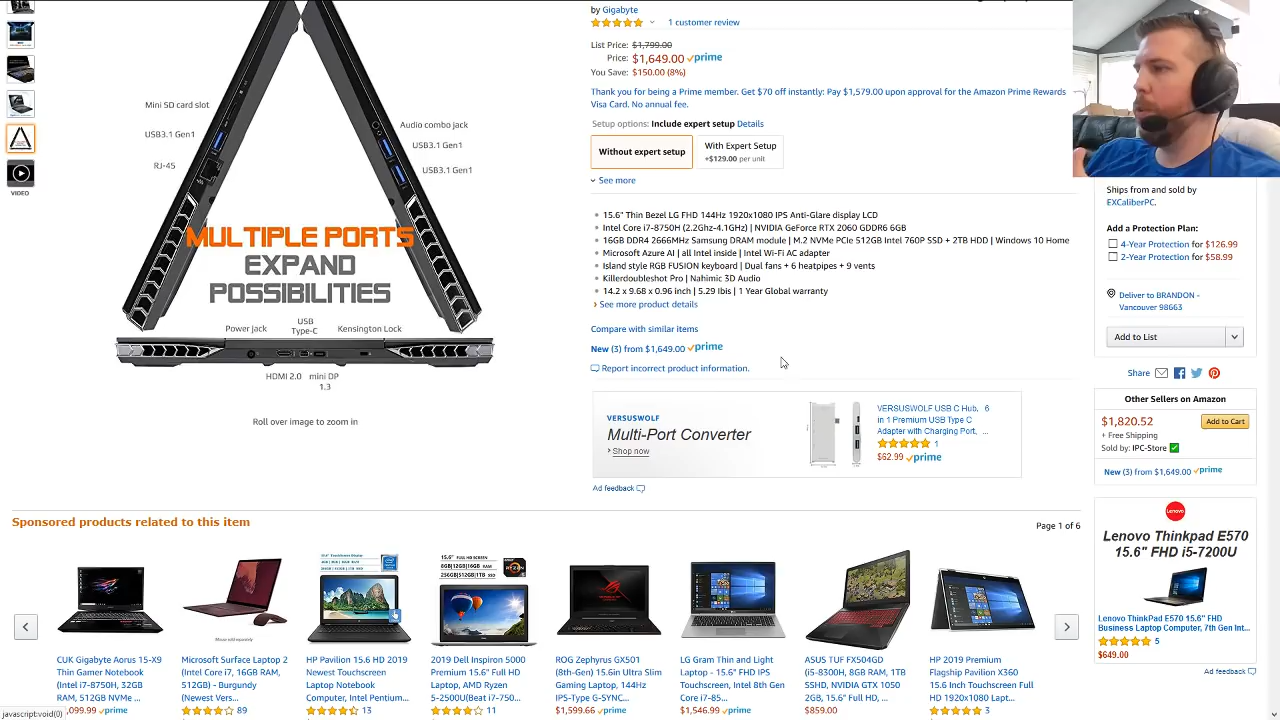 by Gigabyte
1 customer review
List Price: $1,799.00
Price: $1,649.00 prime
You Save: $150.00 (8%)
Thank you for being a Prime member. Get $70 off instantly: Pay $1,579.00 upon approval for the Amazon Prime Rewards
Visa Card. No annual fee.
Setup options: Include expert setup Details
Without expert setup
With Expert Setup
+$129.00 per unit
See more
15.6" Thin Bezel LG FHD 144Hz 1920x1080 IPS Anti-Glare display LCD
Intel Core i7-8750H (2.2Ghz-4.1GHz) | NVIDIA GeForce RTX 2060 GDDR6 6GB
16GB DDR4 2666MHz Samsung DRAM module | M.2 NVMe PCIe 512GB Intel 760P SSD + 2TB HDD | Windows 10 Home
Microsoft Azure AI | all Intel inside | Intel Wi-Fi AC adapter
Island style RGB FUSION keyboard | Dual fans + 6 heatpipes + 9 vents
Killerdoubleshot Pro | Nahimic 3D Audio
14.2 x 9.68 x 0.96 inch | 5.29 lbis | 1 Year Global warranty
See more product details
Compare with similar items
New (3) from $1,649.00 prime
Report incorrect product information.
Mini SD card slot
USB3.1 Gen1
RJ-45
Audio combo jack
USB3.1 Gen1
USB3.1 Gen1
MULTIPLE PORTS
EXPAND
POSSIBILITIES
Power jack
USB
Type-C
Kensington Lock
HDMI 2.0
mini DP
1.3
Roll over image to zoom in
VIDEO
VERSUSWOLF
Multi-Port Converter
Shop now
VERSUSWOLF USB C Hub, 6
in 1 Premium USB Type C
Adapter with Charging Port, ...
1
$62.99 prime
Ad feedback
Ships from and sold by
EXCaliberPC.
Add a Protection Plan:
4-Year Protection for $126.99
2-Year Protection for $58.99
Deliver to BRANDON -
Vancouver 98663
Add to List
Share
Other Sellers on Amazon
$1,820.52
Add to Cart
+ Free Shipping
Sold by: IPC-Store
New (3) from $1,649.00 prime
Lenovo
Lenovo Thinkpad E570
15.6" FHD i5-7200U
Lenovo ThinkPad E570 15.6" FHD
Business Laptop Computer, 7th Gen Int...
5
$649.00
Ad feedback
Sponsored products related to this item
Page 1 of 6
CUK Gigabyte Aorus 15-X9
Thin Gamer Notebook
(Intel i7-8750H, 32GB
RAM, 512GB NVMe ...
,099.99 prime
Microsoft Surface Laptop 2
(Intel Core i7, 16GB RAM,
512GB) - Burgundy
(Newest Vers...
89
HP Pavilion 15.6 HD 2019
Newest Touchscreen
Laptop Notebook
Computer, Intel Pentium...
13
15.6" FULL HD SCREEN
2019 Dell Inspiron 5000
Premium 15.6" Full HD
Laptop, AMD Ryzen
5-2500U(Beat i7-750...
11
ROG Zephyrus GX501
(8th-Gen) 15.6in Ultra Slim
Gaming Laptop, 144Hz
IPS-Type G-SYNC...
$1,599.66 prime
LG Gram Thin and Light
Laptop - 15.6" FHD IPS
Touchscreen, Intel 8th Gen
Core i7-85...
$1,546.99 prime
ASUS TUF FX504GD
(i5-8300H, 8GB RAM, 1TB
SSHD, NVIDIA GTX 1050
2GB, 15.6" Full HD, ...
$859.00
HP 2019 Premium
Flagship Pavilion X360
15.6 Inch Touchscreen Full
HD 1920x1080 Lapt...
3
javascript:void(0)